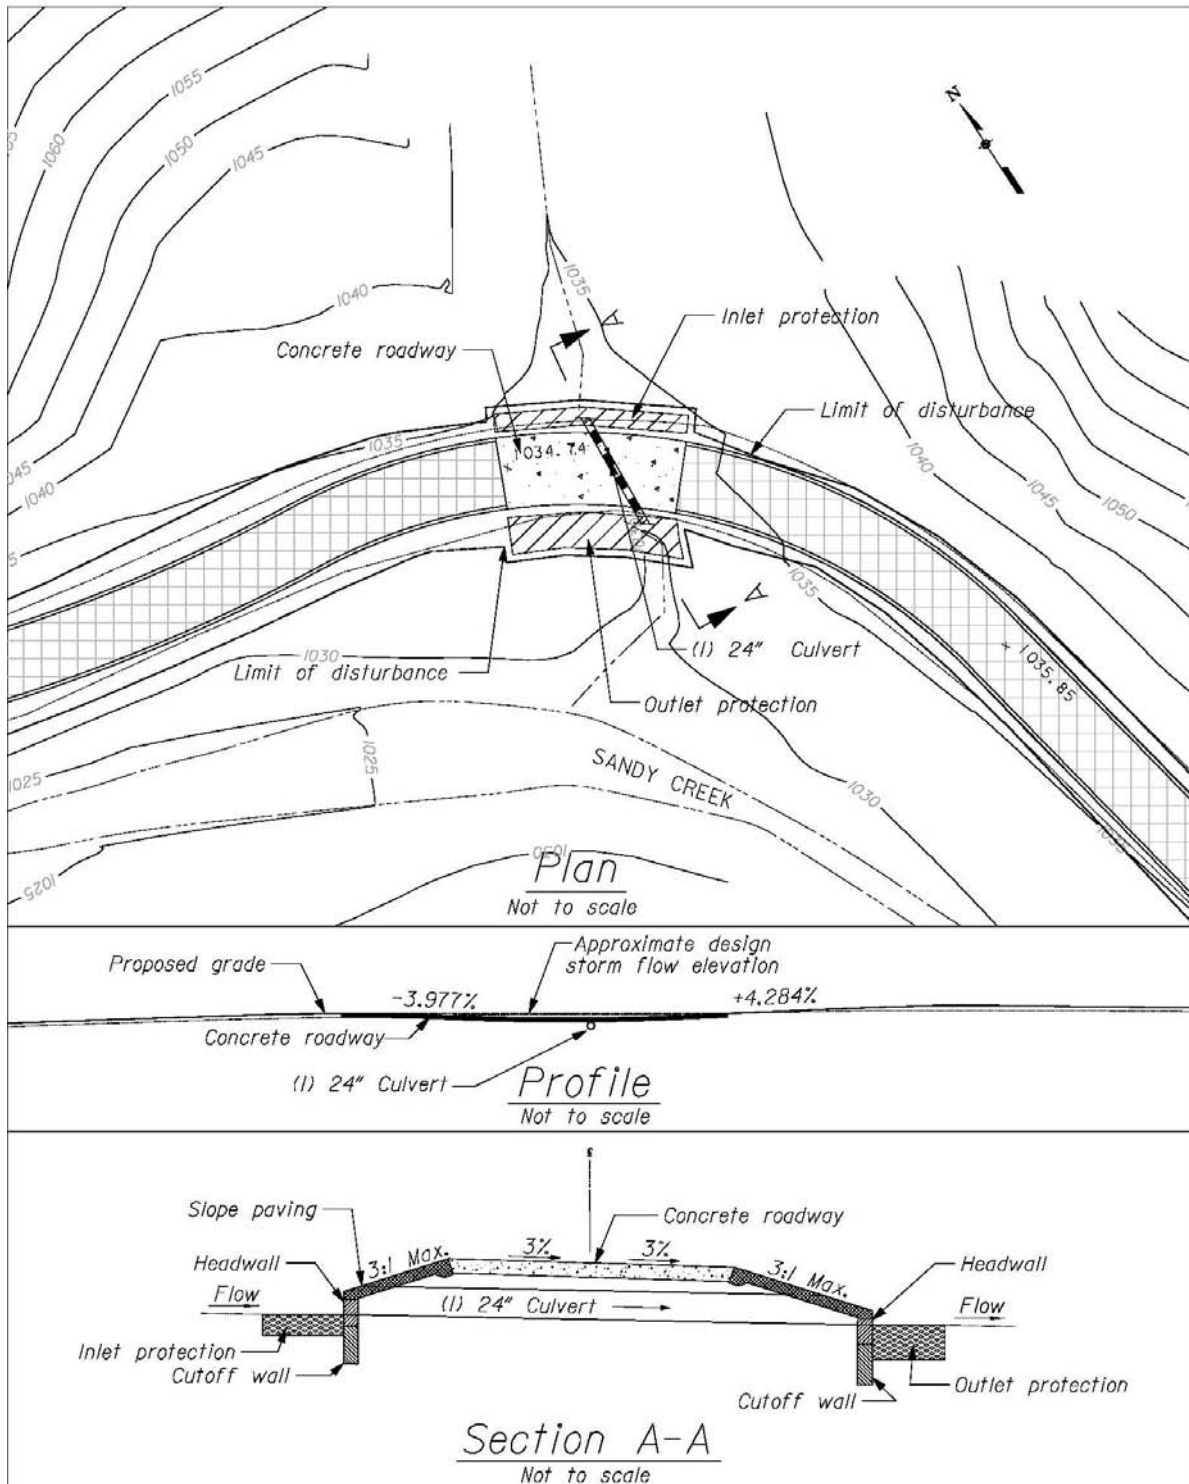 1055
1060
1050
1045
N
1035
1040
Inlet protection
Concrete roadway
Limit of disturbance
1035
1034.74
1045
1040
1040
1045
1050
1035
(1) 24" Culvert
1030
Limit of disturbance
1035.85
Outlet protection
SANDY CREEK
1025
1025
1030
1035
1025
1030
Plan
Not to scale
Approximate design
storm flow elevation
Proposed grade
-3.977%
+4.284%
Concrete roadway
(1) 24" Culvert
Profile
Not to scale
Slope paving
Concrete roadway
3% 3%
Headwall
3:1 Max.
3:1 Max.
Headwall
Flow
(1) 24" Culvert
Flow
Inlet protection
Cutoff wall
Outlet protection
Cutoff wall
Section A-A
Not to scale